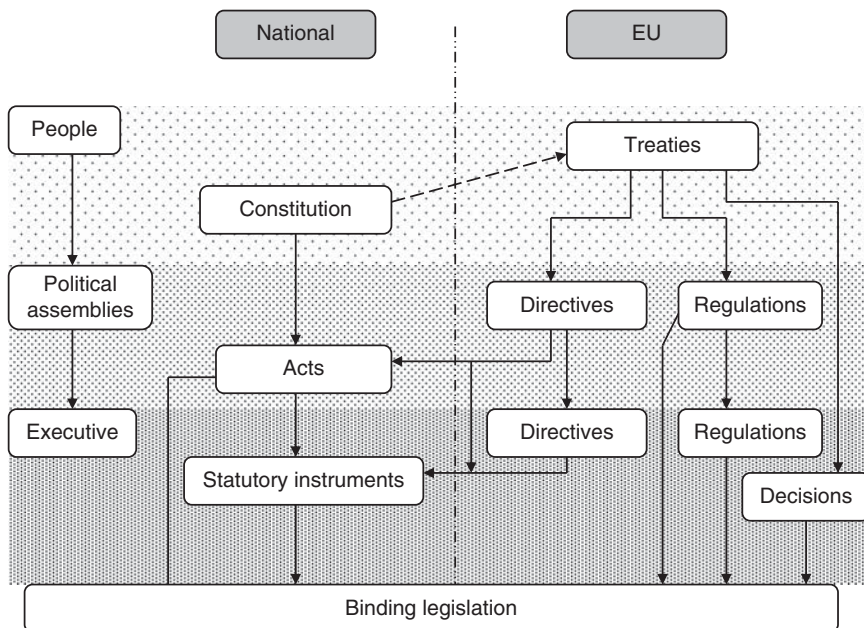 National
EU
People
Treaties
Constitution
Political
assemblies
Directives
Regulations
Acts
Executive
Directives
Regulations
Statutory instruments
Decisions
Binding legislation